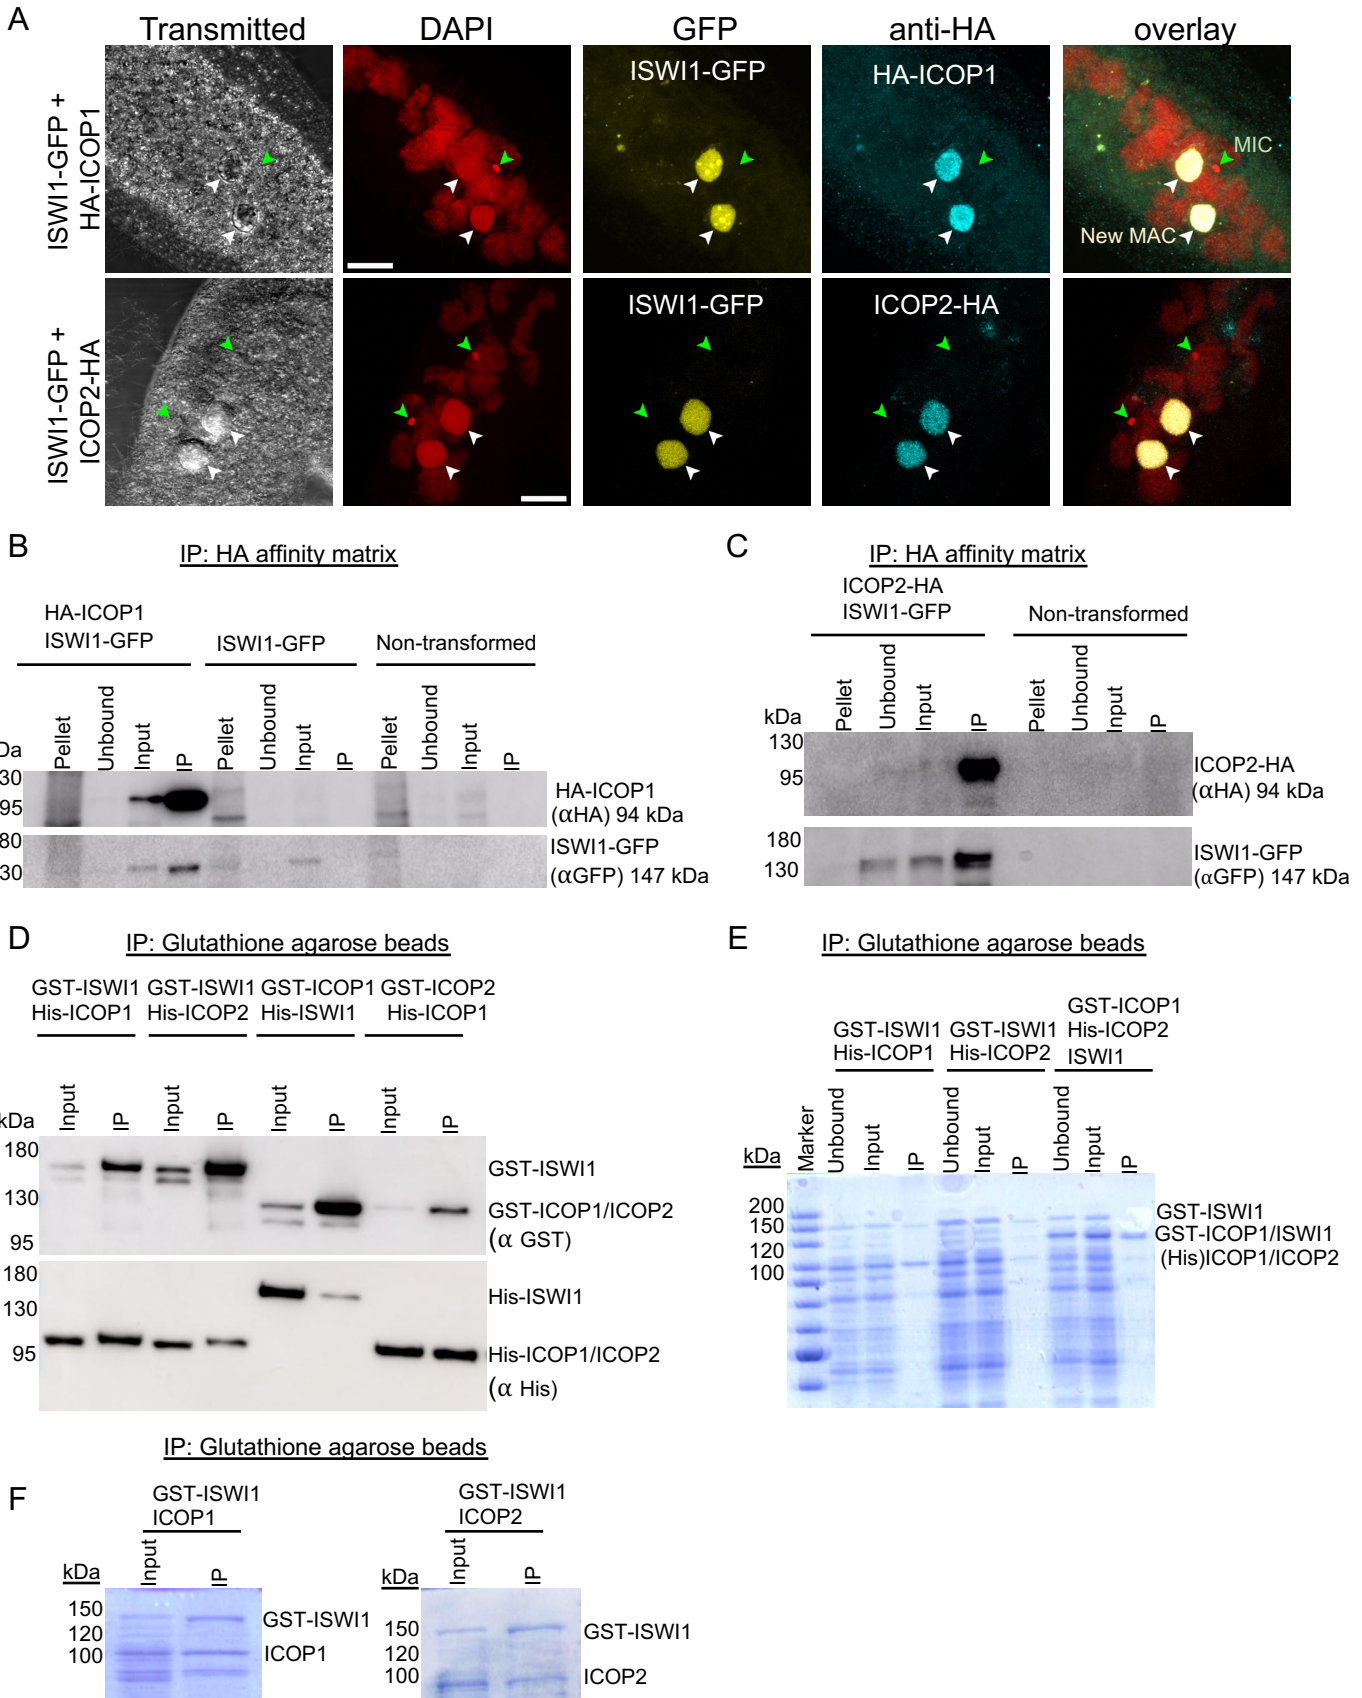 A
Transmitted
DAPI
GFP
anti-HA
overlay
ISWI1-GFP +
HA-ICOP1
ISWI1-GFP
HA-ICOP1
MIC
New MAC
ISWI1-GFP +
ICOP2-HA
ISWI1-GFP
ICOP2-HA
B
IP: HA affinity matrix
HA-ICOP1
ISWI1-GFP
ISWI1-GFP
Non-transformed
Pellet
Unbound
Input
IP
Pellet
Unbound
Input
IP
Pellet
Unbound
Input
IP
Da
30
95
HA-ICOP1
(αHA) 94 kDa
80
30
ISWI1-GFP
(αGFP) 147 kDa
C
IP: HA affinity matrix
ICOP2-HA
ISWI1-GFP
Non-transformed
Pellet
Unbound
Input
IP
Pellet
Unbound
Input
IP
kDa
130
95
ICOP2-HA
(αHA) 94 kDa
180
130
ISWI1-GFP
(αGFP) 147 kDa
D
IP: Glutathione agarose beads
GST-ISWI1 GST-ISWI1 GST-ICOP1 GST-ICOP2
His-ICOP1 His-ICOP2 His-ISWI1 His-ICOP1
Input
IP
Input
IP
Input
IP
Input
IP
kDa
180
130
95
GST-ISWI1
GST-ICOP1/ICOP2
(α GST)
180
130
95
His-ISWI1
His-ICOP1/ICOP2
(α His)
E
IP: Glutathione agarose beads
GST-ISWI1
His-ICOP1
GST-ISWI1
His-ICOP2
GST-ICOP1
His-ICOP2
ISWI1
Marker
Unbound
Input
IP
Unbound
Input
IP
Unbound
Input
IP
kDa
200
150
120
100
GST-ISWI1
GST-ICOP1/ISWI1
(His)ICOP1/ICOP2
IP: Glutathione agarose beads
F
GST-ISWI1
ICOP1
Input
IP
kDa
150
120
100
GST-ISWI1
ICOP1
GST-ISWI1
ICOP2
Input
IP
kDa
150
120
100
GST-ISWI1
ICOP2